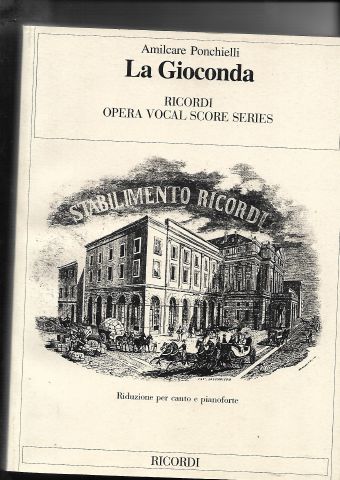 Amilcare Ponchielli
La Gioconda
RICORDI
OPERA VOCAL SCORE SERIES
STABILIMENTO RICORDI
Riduzione per canto e pianoforte
RICORDI